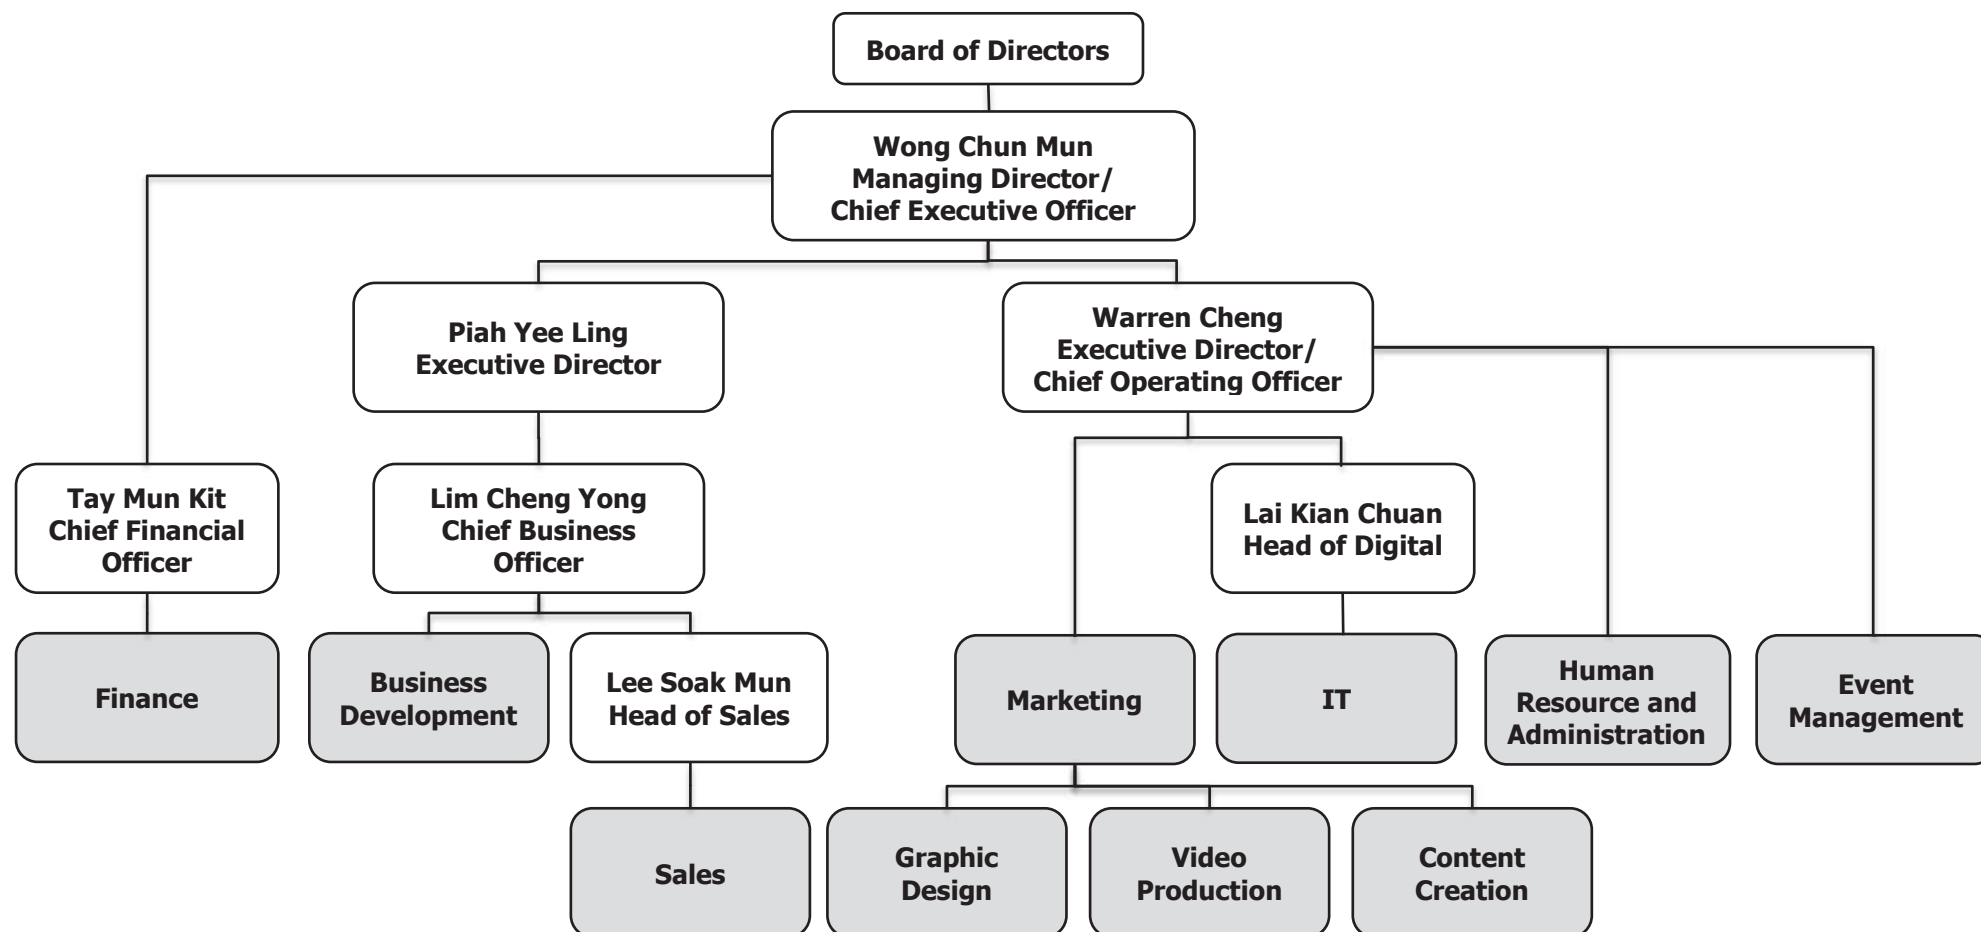 Board of Directors
Wong Chun Mun
Managing Director/
Chief Executive Officer
Piah Yee Ling
Executive Director
Warren Cheng
Executive Director/
Chief Operating Officer
Tay Mun Kit
Chief Financial
Officer
Lim Cheng Yong
Chief Business
Officer
Lai Kian Chuan
Head of Digital
Finance
Business
Development
Lee Soak Mun
Head of Sales
Marketing
IT
Human
Resource and
Administration
Event
Management
Sales
Graphic
Design
Video
Production
Content
Creation